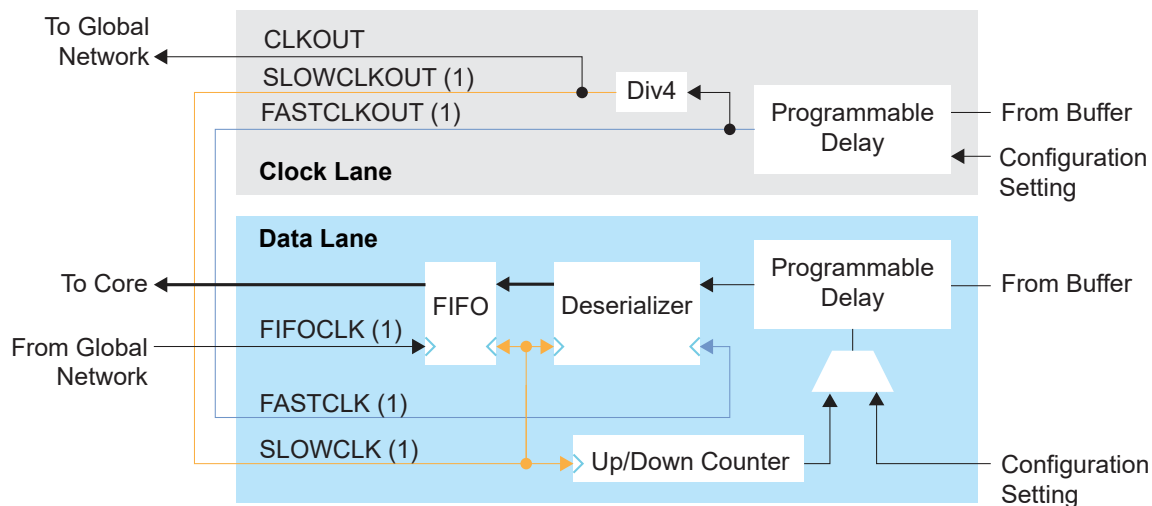 To Global
Network
CLKOUT
SLOWCLKOUT (1)
FASTCLKOUT (1)
Div4
Programmable
Delay
From Buffer
Configuration
Setting
Clock Lane
Data Lane
To Core
FIFO
Deserializer
Programmable
Delay
From Buffer
FIFOCLK (1)
From Global
Network
FASTCLK (1)
SLOWCLK (1)
Up/Down Counter
Configuration
Setting